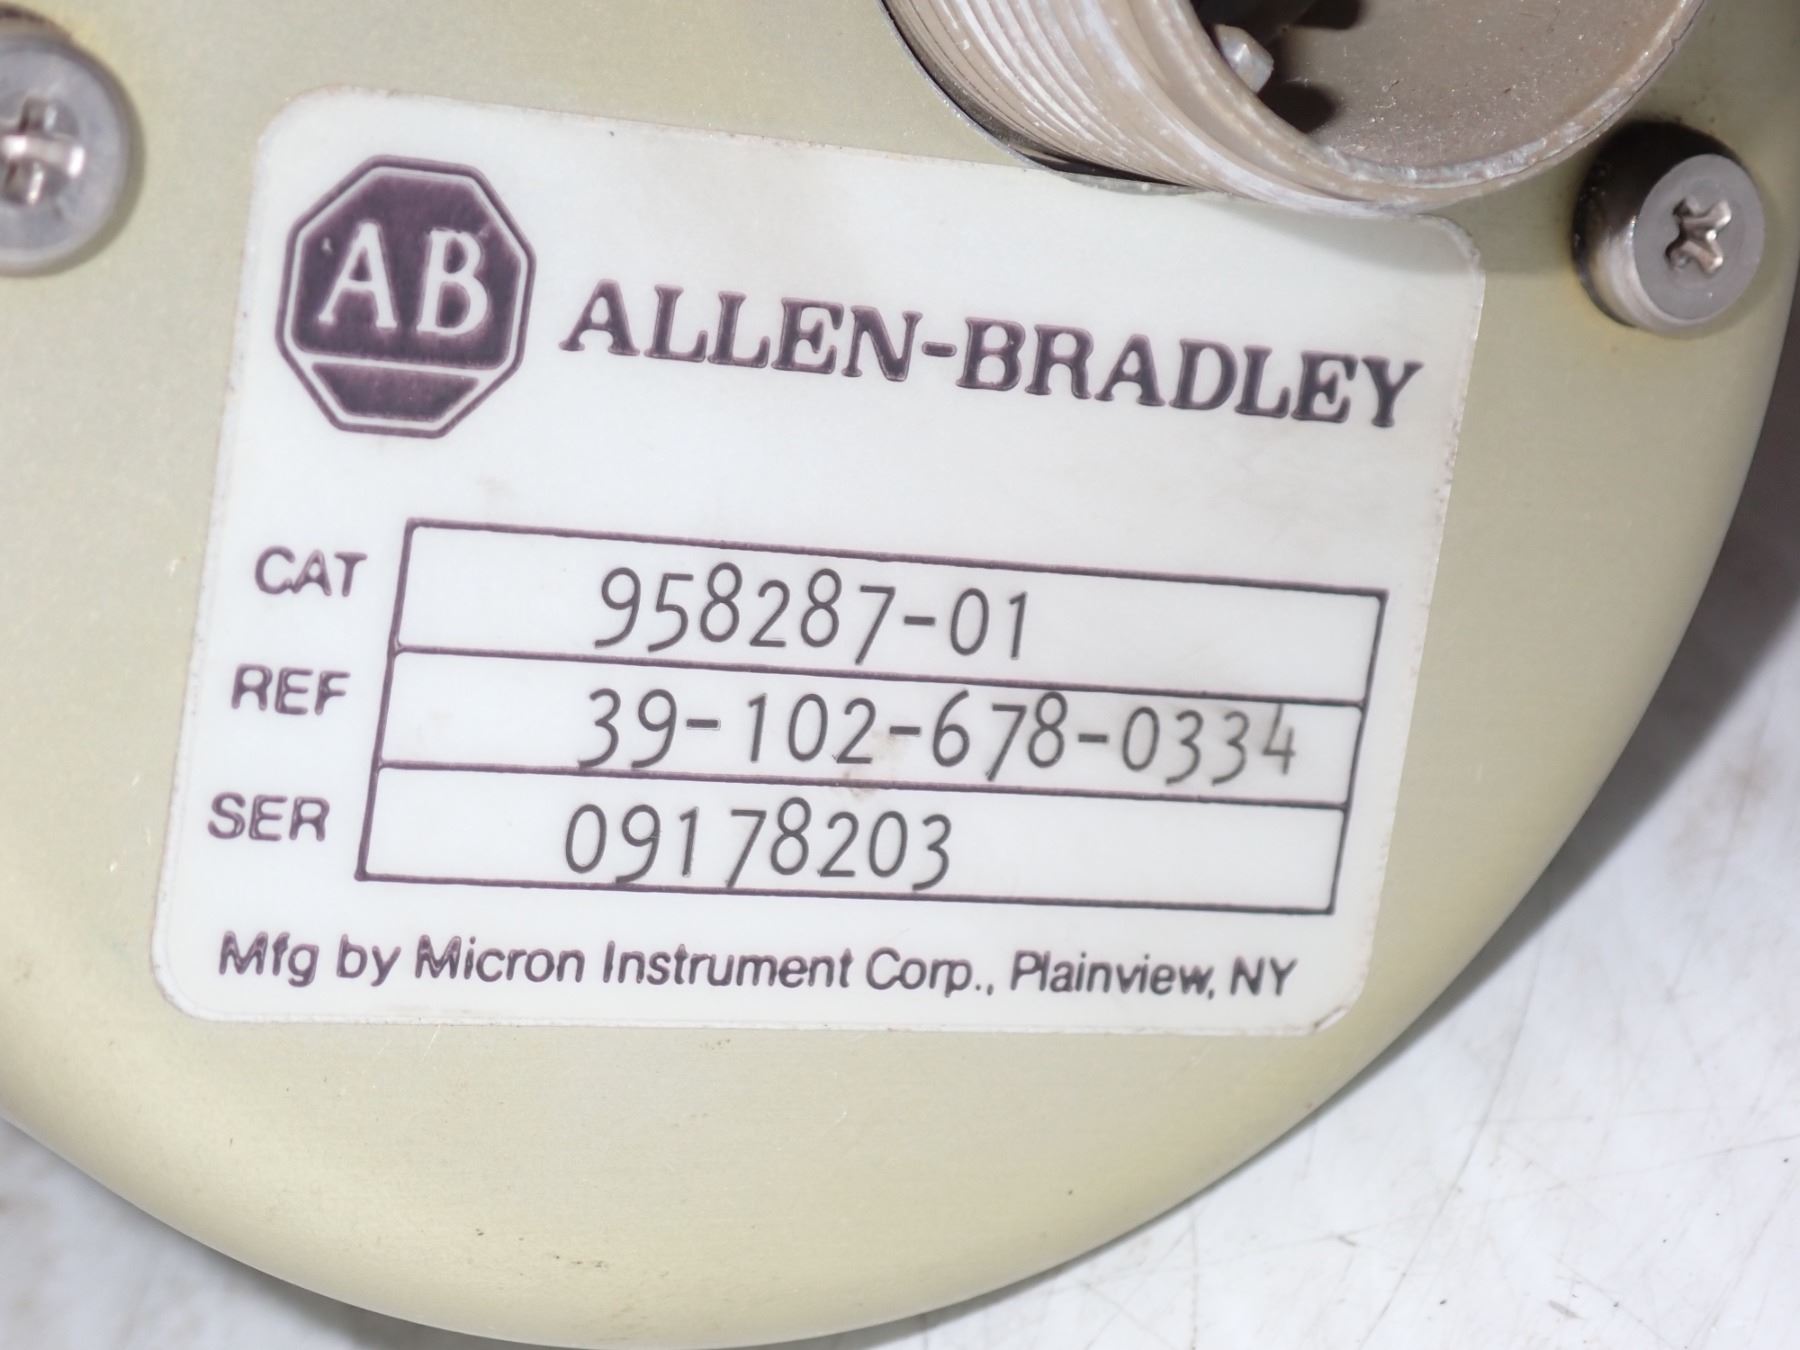 AB ALLEN-BRADLEY
CAT 958287-01
REF 39-102-678-0334
SER 09178203
Mfg by Micron Instrument Corp., Plainview, NY